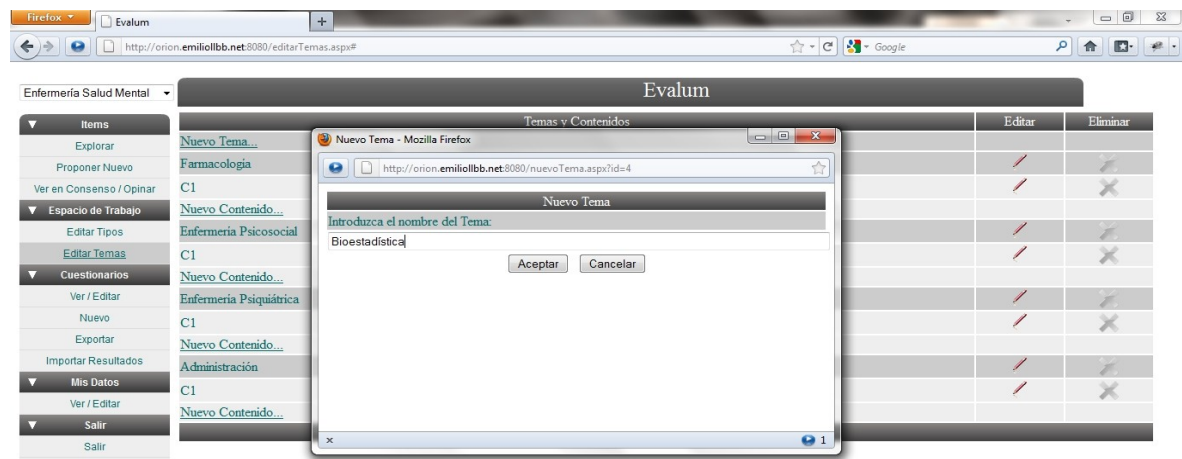 Firefox
Evalum
http://orion.emiliollbb.net:8080/editarTemas.aspx#
Google
Enfermería Salud Mental
Evalum
Items
Explorar
Proponer Nuevo
Ver en Consenso / Opinar
Espacio de Trabajo
Editar Tipos
Editar Temas
Cuestionarios
Ver / Editar
Nuevo
Exportar
Importar Resultados
Mis Datos
Ver / Editar
Salir
Salir
Temas y Contenidos Editar Eliminar
Nuevo Tema...
Farmacología
C1
Nuevo Contenido...
Enfermería Psicosocial
C1
Nuevo Contenido...
Enfermería Psiquiátrica
C1
Nuevo Contenido...
Administración
C1
Nuevo Contenido...
Nuevo Tema - Mozilla Firefox
http://orion.emiliollbb.net:8080/nuevoTema.aspx?id=4
Nuevo Tema
Introduzca el nombre del Tema:
Bioestadística
Aceptar Cancelar
x 1